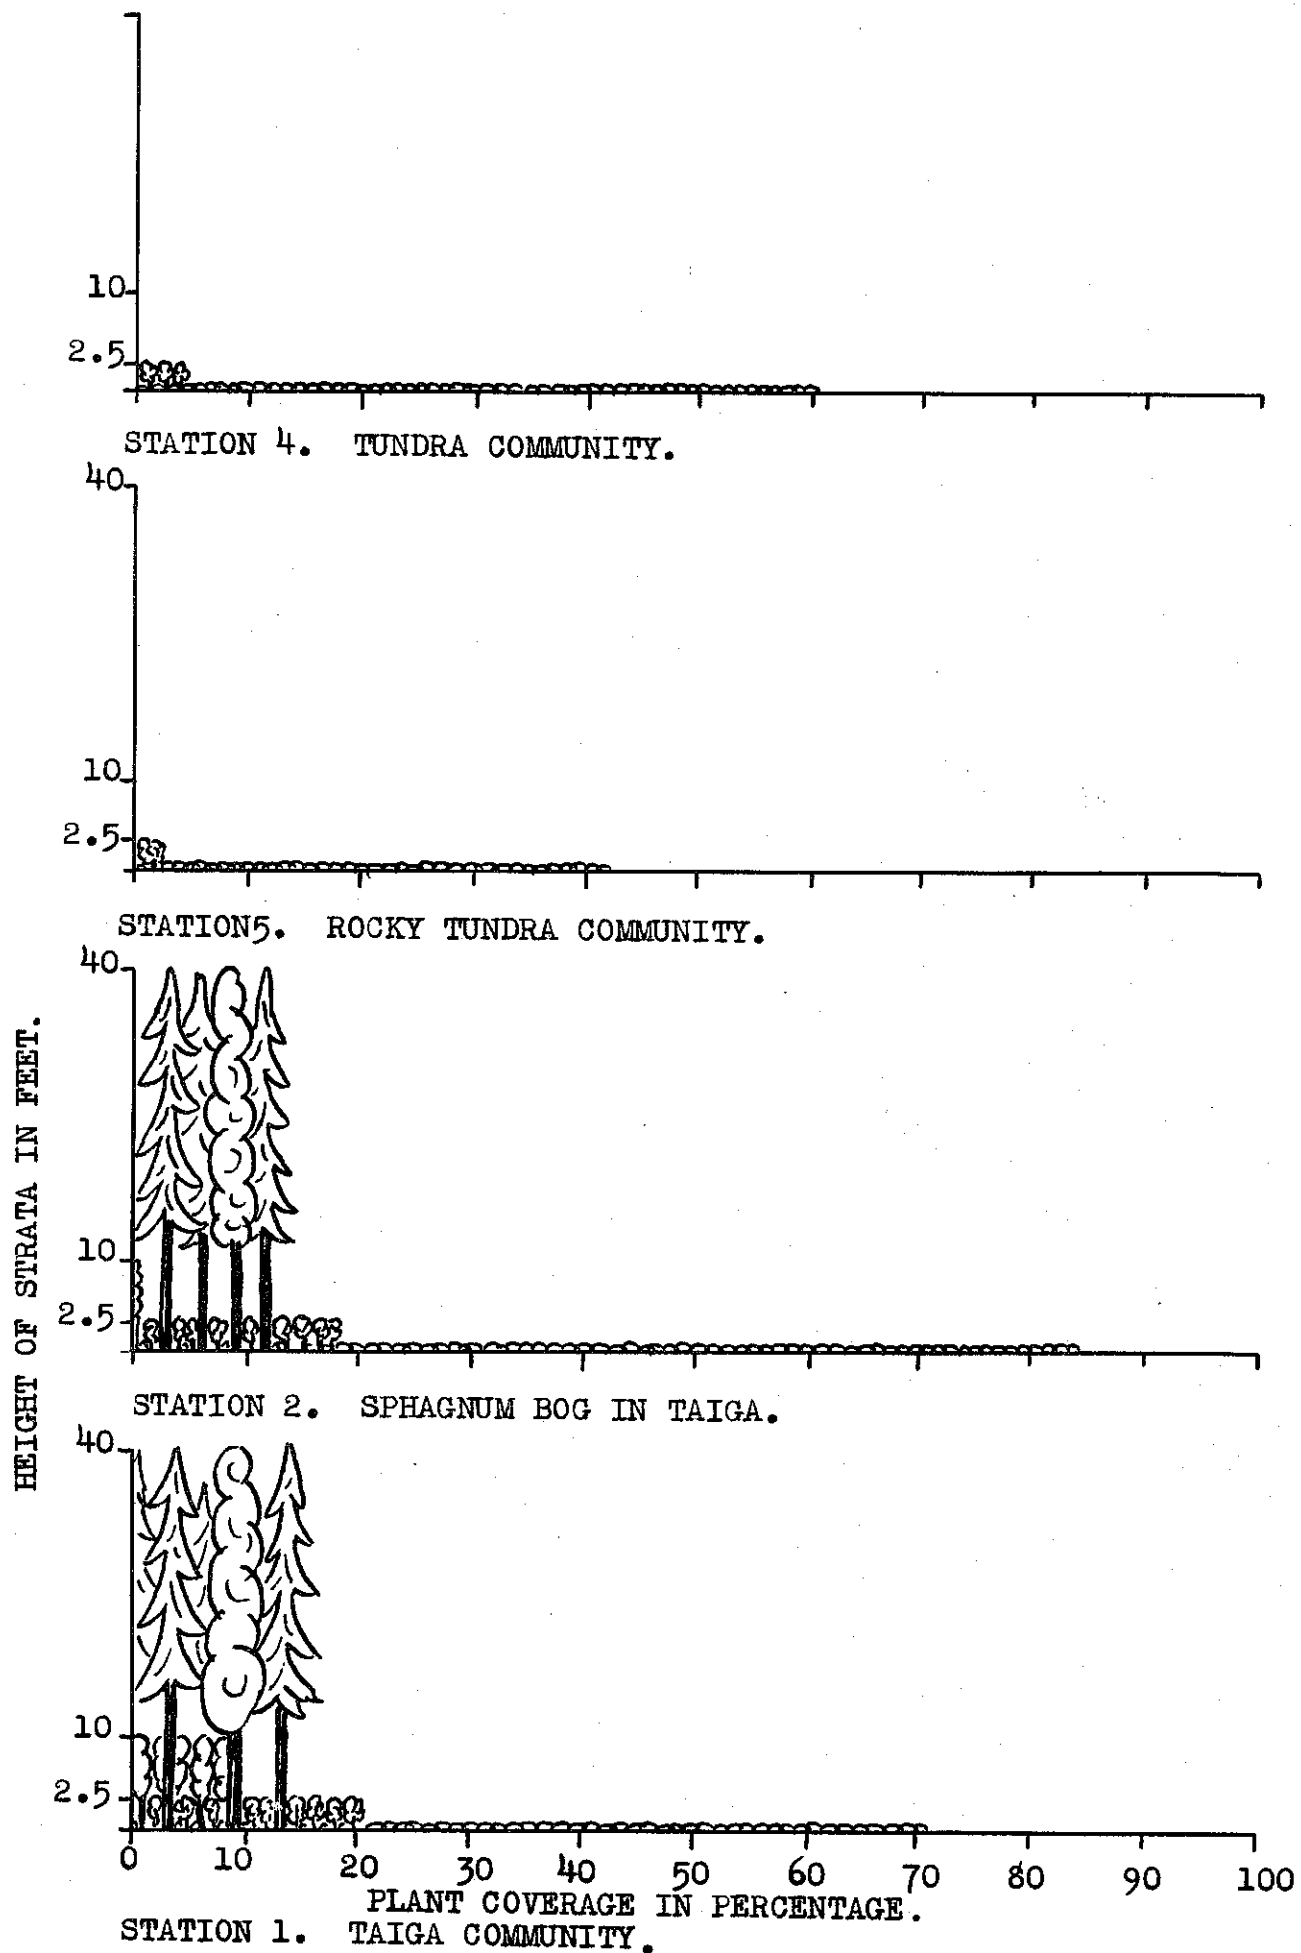 10
2.5
STATION 4. TUNDRA COMMUNITY.
40
10
2.5
STATION5. ROCKY TUNDRA COMMUNITY.
40
10
2.5
STATION 2. SPHAGNUM BOG IN TAIGA.
HEIGHT OF STRATA IN FEET.
40
10
2.5
0 10 20 30 40 50 60 70 80 90 100
PLANT COVERAGE IN PERCENTAGE.
STATION 1. TAIGA COMMUNITY.